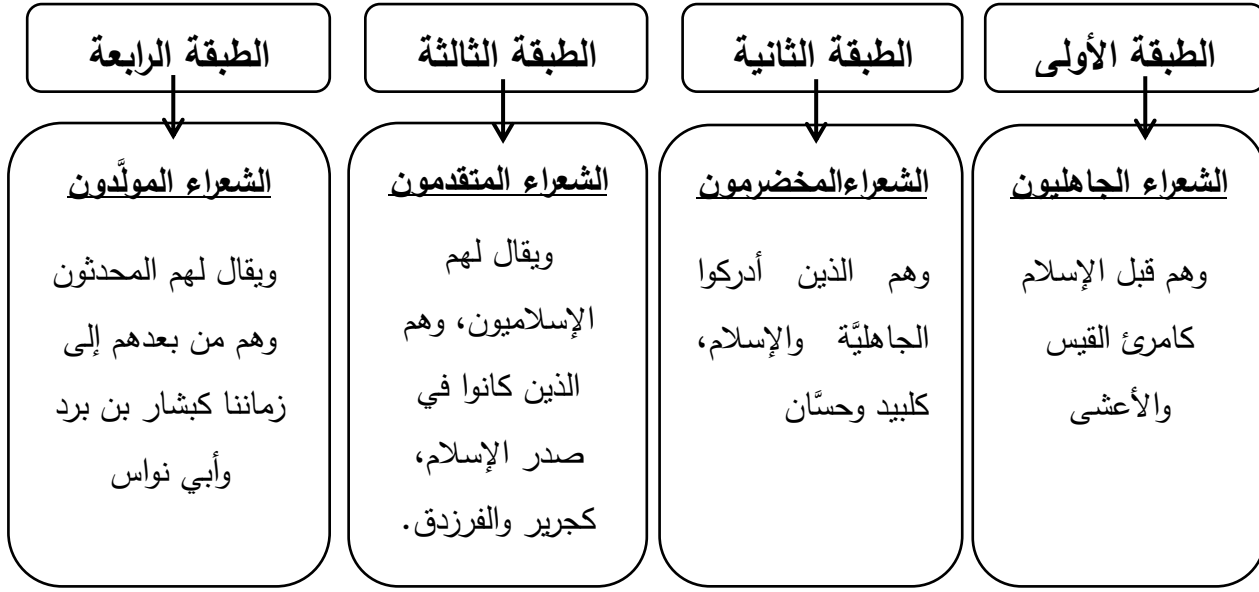 الطبقة الأولى
الشعراء الجاهليون
وهم قبل الإسلام
كامرئ القيس
والأعشى
الطبقة الثانية
الشعراءالمخضرمون
وهم الذين أدركوا
الجاهليَّة والإسلام،
كلبيد وحسَّان
الطبقة الثالثة
الشعراء المتقدمون
ويقال لهم
الإسلاميون، وهم
الذين كانوا في
صدر الإسلام،
كجرير والفرزدق.
الطبقة الرابعة
الشعراء المولَّدون
ويقال لهم المحدثون
وهم من بعدهم إلى
زماننا كبشار بن برد
وأبي نواس